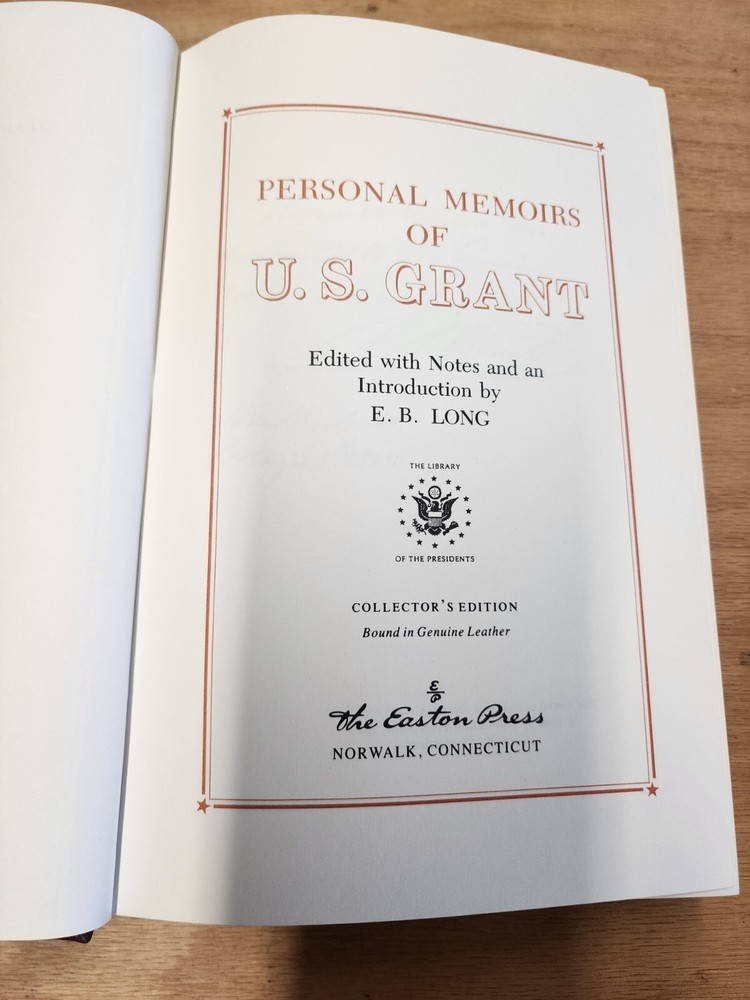 PERSONAL MEMOIRS
OF
U. S. GRANT
Edited with Notes and an
Introduction by
E. B. LONG
THE LIBRARY
OF THE PRESIDENTS
COLLECTOR'S EDITION
Bound in Genuine Leather
E
P
The Easton Press
NORWALK, CONNECTICUT